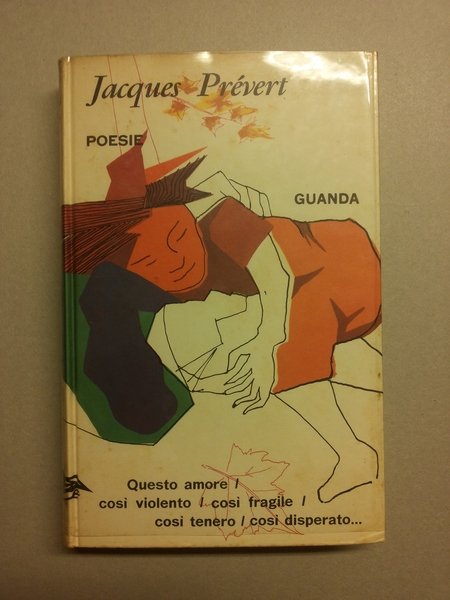 Jacques Prévert
POESIE
GUANDA
Questo amore /
così violento / così fragile /
così tenero / così disperato...